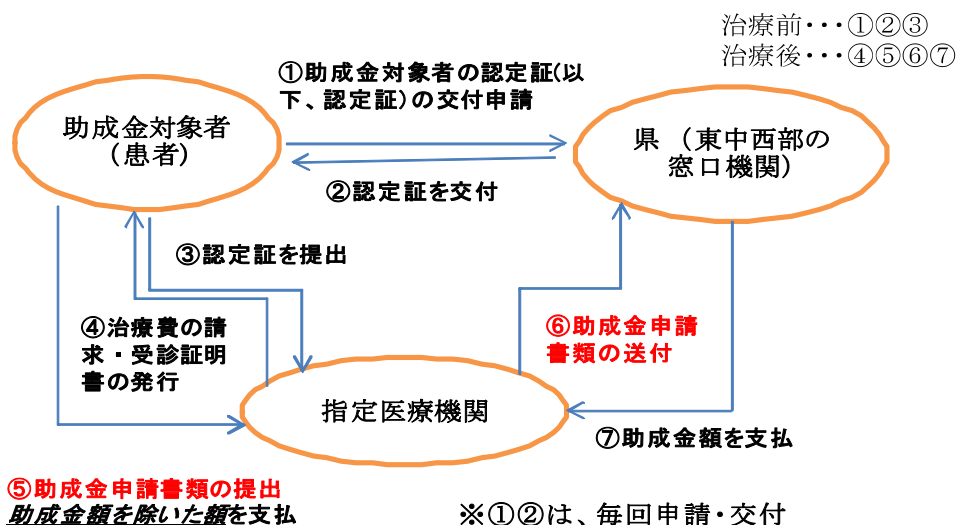 治療前･･･①②③
治療後･･･④⑤⑥⑦
①助成金対象者の認定証(以
下、認定証)の交付申請
助成金対象者
（患者）
県 （東中西部の
窓口機関）
②認定証を交付
③認定証を提出
④治療費の請
求・受診証明
書の発行
⑥助成金申請
書類の送付
指定医療機関
⑦助成金額を支払
⑤助成金申請書類の提出
助成金額を除いた額を支払
※①②は、毎回申請・交付